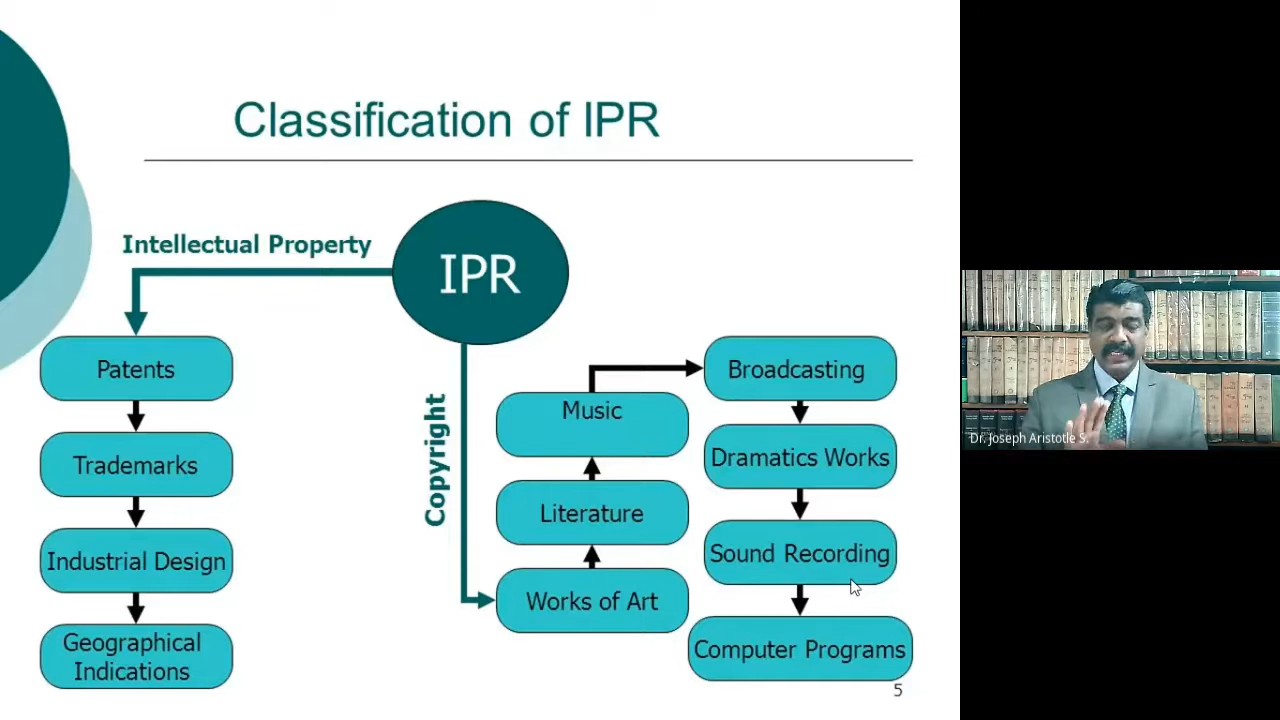 Classification of IPR
Intellectual Property
IPR
Patents
Trademarks
Industrial Design
Geographical
Indications
Copyright
Works of Art
Literature
Music
Broadcasting
Dramatics Works
Sound Recording
Computer Programs
5
Dr. Joseph Aristotle S.